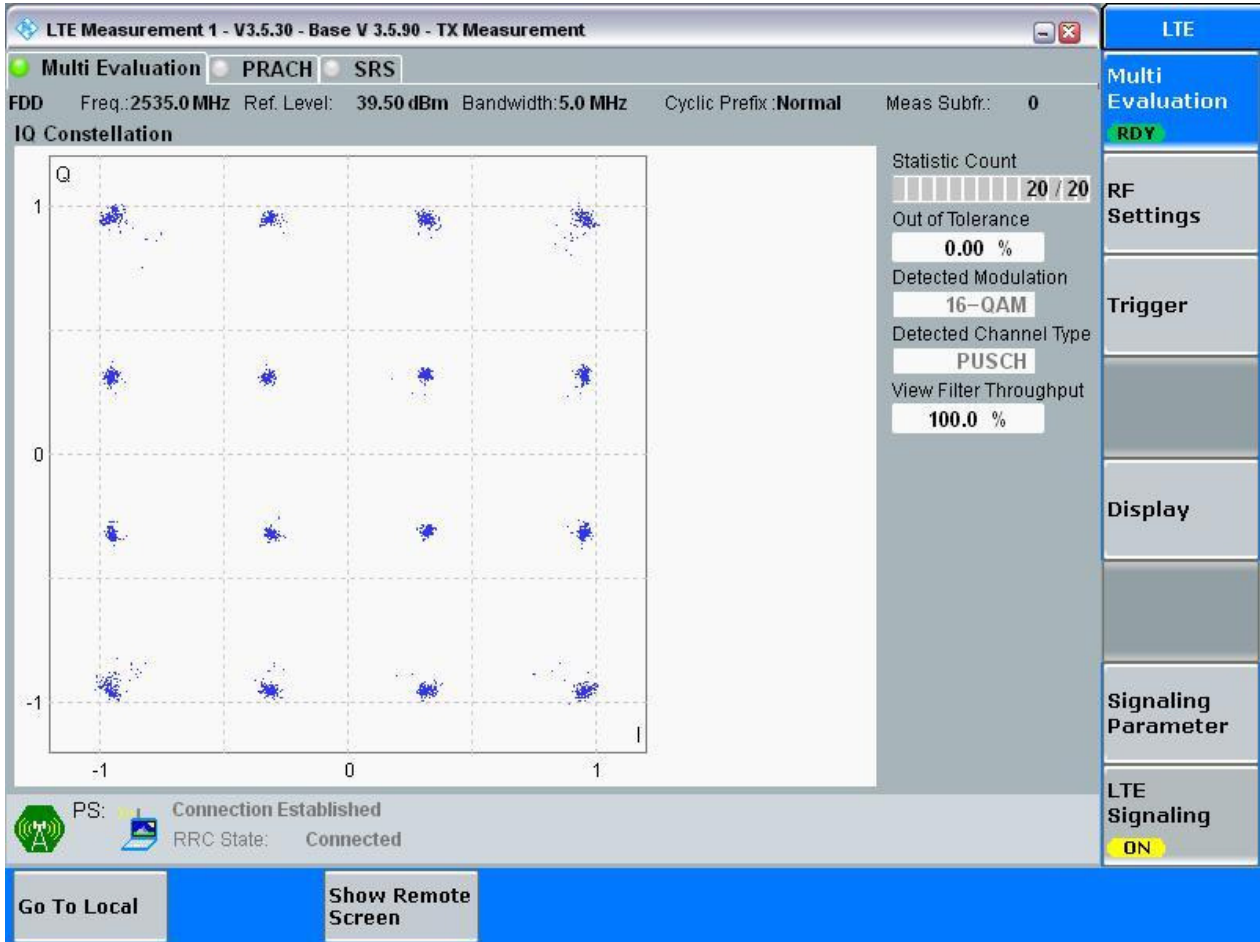 LTE Measurement 1 - V3.5.30 - Base V 3.5.90 - TX Measurement
LTE
Multi Evaluation PRACH SRS
FDD Freq.:2535.0 MHz Ref. Level: 39.50 dBm Bandwidth:5.0 MHz Cyclic Prefix :Normal Meas Subfr.: 0
IQ Constellation
Q
1
0
-1
I
-1 0 1
Statistic Count
20 / 20
Out of Tolerance
0.00 %
Detected Modulation
16-QAM
Detected Channel Type
PUSCH
View Filter Throughput
100.0 %
Multi
Evaluation
RDY
RF
Settings
Trigger
Display
Signaling
Parameter
LTE
Signaling
ON
PS: Connection Established
RRC State: Connected
Go To Local
Show Remote
Screen